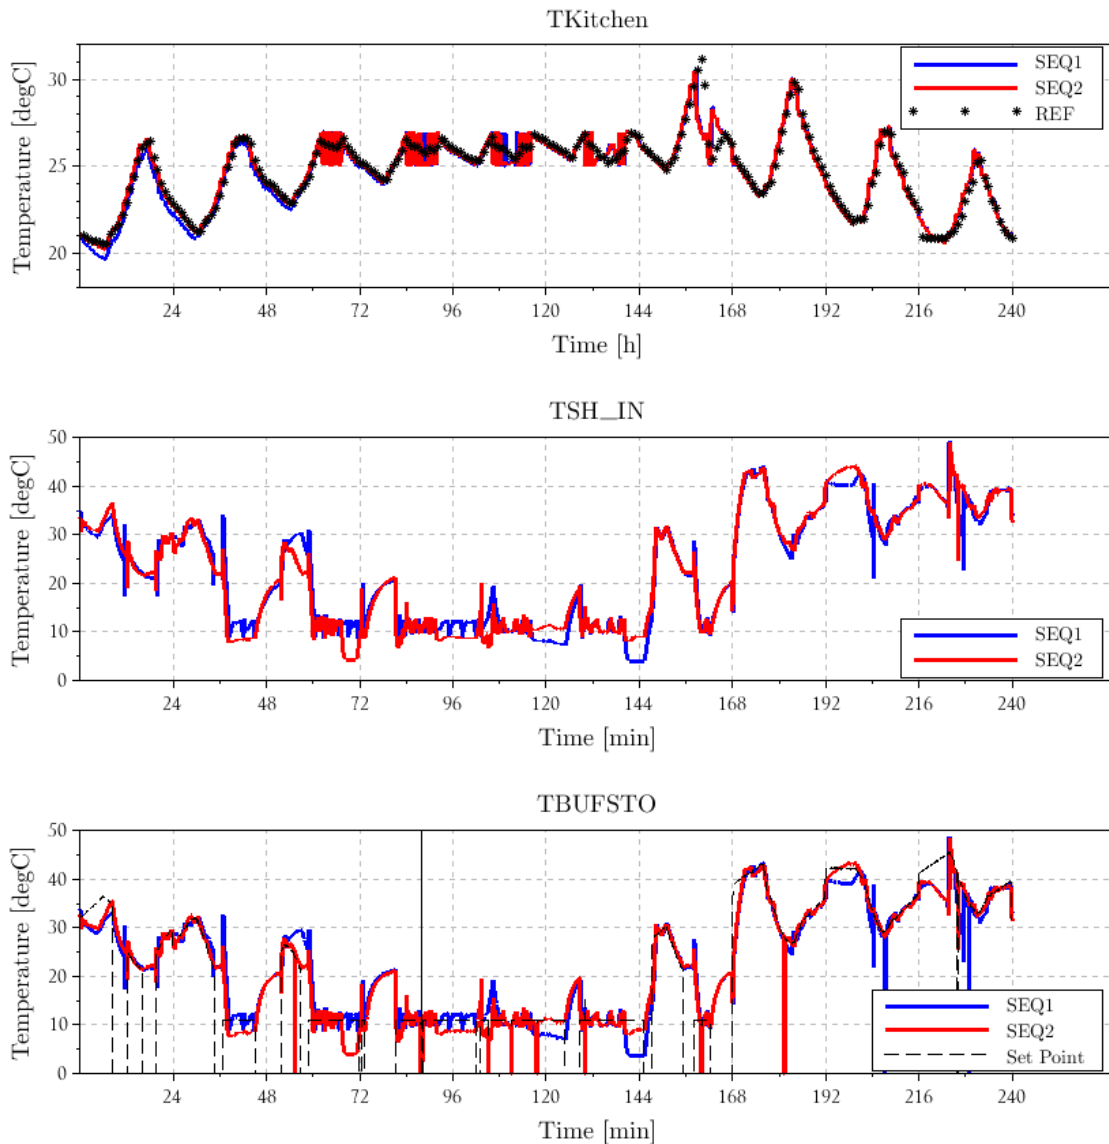 TKitchen
Temperature [degC]
30
25
20
SEQ1
SEQ2
REF
24 48 72 96 120 144 168 192 216 240
Time [h]
TSH_IN
Temperature [degC]
50
40
30
20
10
0
SEQ1
SEQ2
24 48 72 96 120 144 168 192 216 240
Time [min]
TBUFSTO
Temperature [degC]
50
40
30
20
10
0
SEQ1
SEQ2
Set Point
24 48 72 96 120 144 168 192 216 240
Time [min]